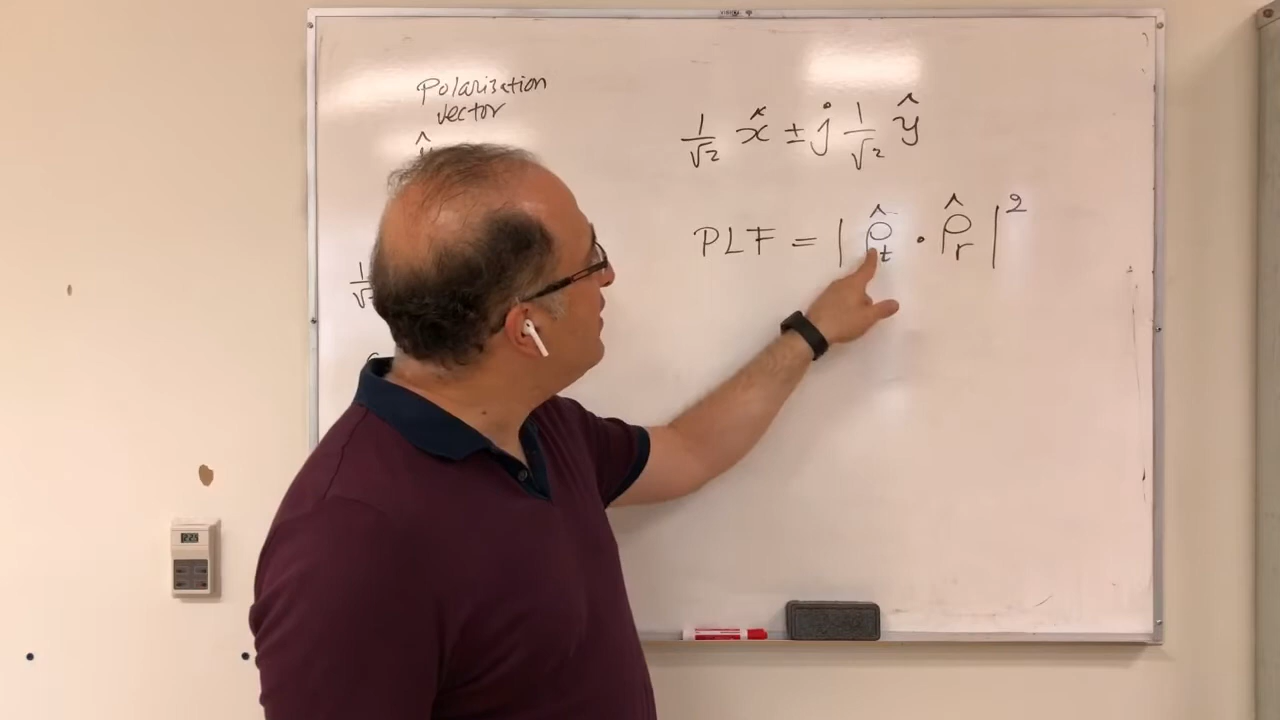 Polarization
vector
1/√2 x̂ ± j 1/√2 ŷ
PLF = | ρ̂t · ρ̂r |²